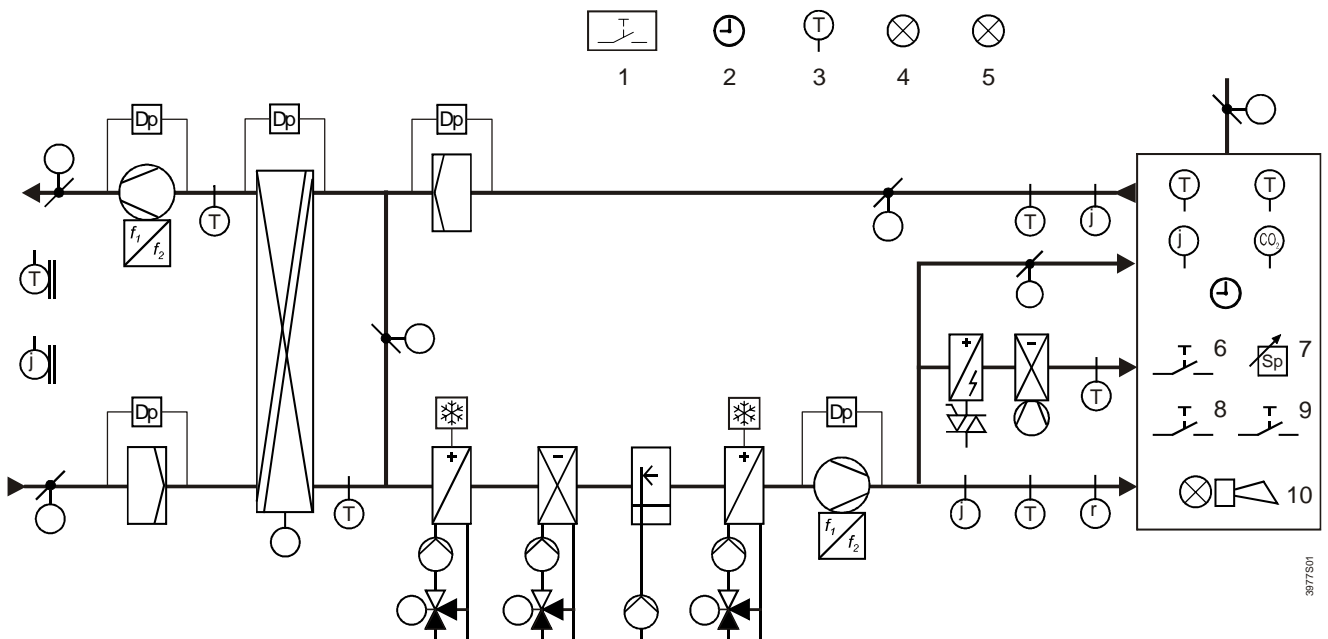 T
1 2 3 4 5
Dp Dp Dp
T T T
f1 f2 T T j j CO2
T
j 6 Sp 7
T
Dp Dp 8 9
T j T r 10
f1 f2
3977S01